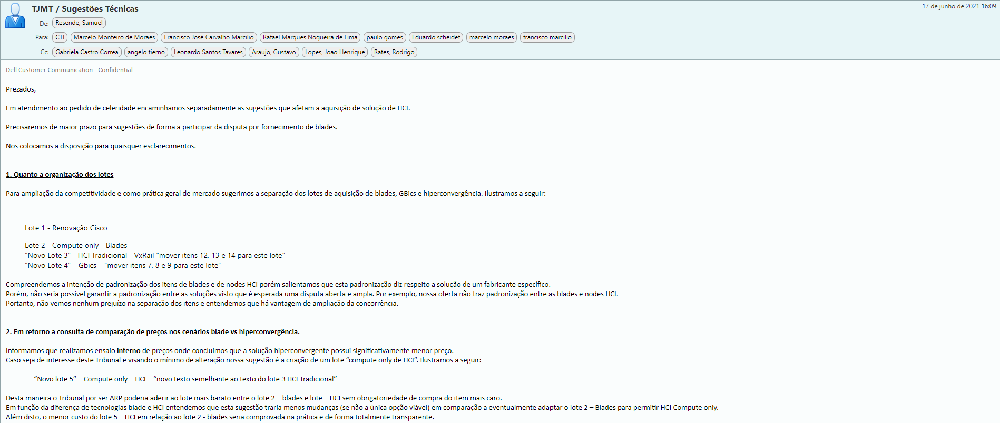 TJMT / Sugestões Técnicas
17 de junho de 2021 16:09
De: Resende, Samuel
Para: CTI Marcelo Monteiro de Moraes Francisco José Carvalho Marcilio Rafael Marques Nogueira de Lima paulo gomes Eduardo scheidet marcelo moraes francisco marcilio
Cc: Gabriela Castro Correa angelo tierno Leonardo Santos Tavares Araujo, Gustavo Lopes, Joao Henrique Rates, Rodrigo
Dell Customer Communication - Confidential
Prezados,
Em atendimento ao pedido de celeridade encaminhamos separadamente as sugestões que afetam a aquisição de solução de HCI.
Precisaremos de maior prazo para sugestões de forma a participar da disputa por fornecimento de blades.
Nos colocamos a disposição para quaisquer esclarecimentos.
1. Quanto a organização dos lotes
Para ampliação da competitividade e como prática geral de mercado sugerimos a separação dos lotes de aquisição de blades, GBics e hiperconvergência. Ilustramos a seguir:
Lote 1 - Renovação Cisco
Lote 2 - Compute only - Blades
“Novo Lote 3” - HCI Tradicional - VxRail "mover itens 12, 13 e 14 para este lote"
“Novo Lote 4” – Gbics – “mover itens 7, 8 e 9 para este lote”
Compreendemos a intenção de padronização dos itens de blades e de nodes HCI porém salientamos que esta padronização diz respeito a solução de um fabricante específico.
Porém, não seria possível garantir a padronização entre as soluções visto que é esperada uma disputa aberta e ampla. Por exemplo, nossa oferta não traz padronização entre as blades e nodes HCI.
Portanto, não vemos nenhum prejuízo na separação dos itens e entendemos que há vantagem de ampliação da concorrência.
2. Em retorno a consulta de comparação de preços nos cenários blade vs hiperconvergência.
Informamos que realizamos ensaio interno de preços onde concluímos que a solução hiperconvergente possui significativamente menor preço.
Caso seja de interesse deste Tribunal e visando o mínimo de alteração nossa sugestão é a criação de um lote “compute only de HCI”. Ilustramos a seguir:
“Novo lote 5” – Compute only – HCI – “novo texto semelhante ao texto do lote 3 HCI Tradicional”
Desta maneira o Tribunal por ser ARP poderia aderir ao lote mais barato entre o lote 2 – blades e lote – HCI sem obrigatoriedade de compra do item mais caro.
Em função da diferença de tecnologias blade e HCI entendemos que esta sugestão traria menos mudanças (se não a única opção viável) em comparação a eventualmente adaptar o lote 2 – Blades para permitir HCI Compute only.
Além disto, o menor custo do lote 5 – HCI em relação ao lote 2 - blades seria comprovada na prática e de forma totalmente transparente.